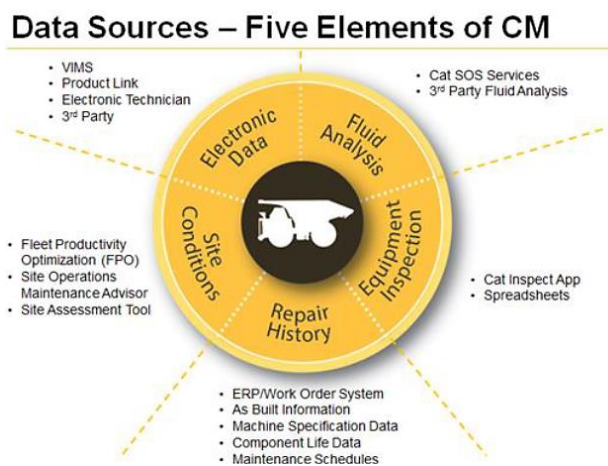 Data Sources – Five Elements of CM
• VIMS
• Product Link
• Electronic Technician
• 3rd Party
• Cat SOS Services
• 3rd Party Fluid Analysis
Electronic
Data
Fluid
Analysis
Site
Conditions
Equipment
Inspection
Repair
History
• Fleet Productivity
Optimization (FPO)
• Site Operations
Maintenance Advisor
• Site Assessment Tool
• Cat Inspect App
• Spreadsheets
• ERP/Work Order System
• As Built Information
• Machine Specification Data
• Component Life Data
• Maintenance Schedules